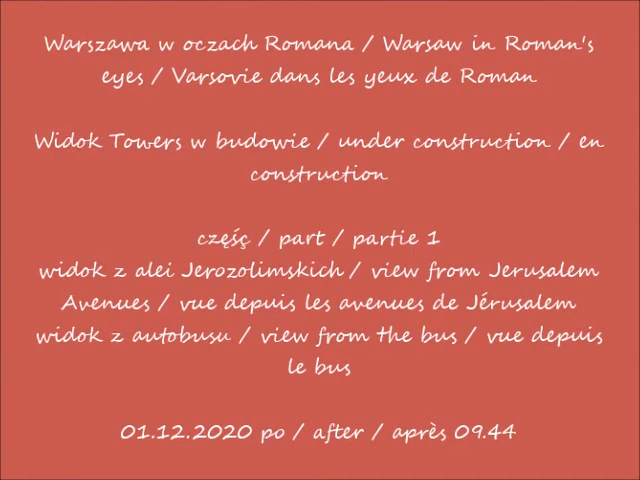 Warszawa w oczach Romana / Warsaw in Roman's
eyes / Varsovie dans les yeux de Roman
Widok Towers w budowie / under construction / en
construction
częśç / part / partie 1
widok z alei Jerozolimskich / view from Jerusalem
Avenues / vue depuis les avenues de Jérusalem
widok z autobusu / view from the bus / vue depuis
le bus
01.12.2020 po / after / après 09.44